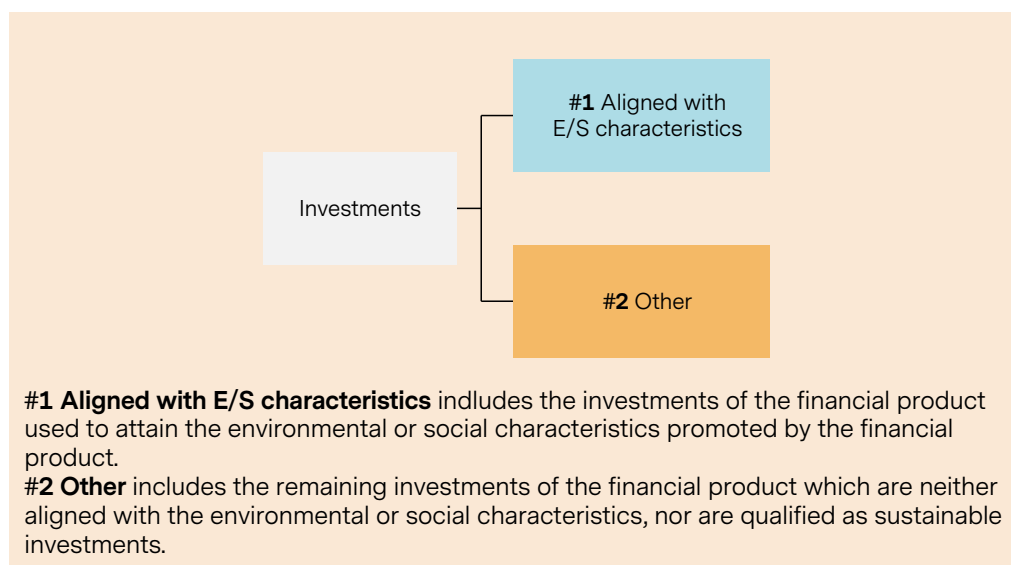 #1 Aligned with
E/S characteristics
Investments
#2 Other
#1 Aligned with E/S characteristics indludes the investments of the financial product
used to attain the environmental or social characteristics promoted by the financial
product.
#2 Other includes the remaining investments of the financial product which are neither
aligned with the environmental or social characteristics, nor are qualified as sustainable
investments.